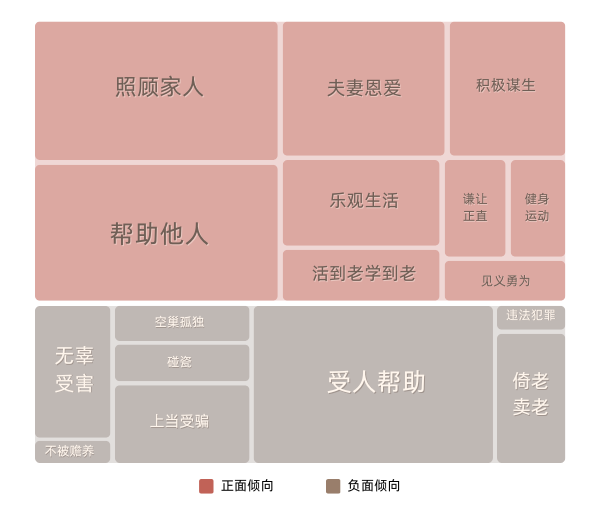 照顾家人
夫妻恩爱
积极谋生
帮助他人
乐观生活
谦让
正直
健身
运动
活到老学到老
见义勇为
无辜
受害
空巢孤独
碰瓷
上当受骗
不被赡养
受人帮助
违法犯罪
倚老
卖老
正面倾向
负面倾向